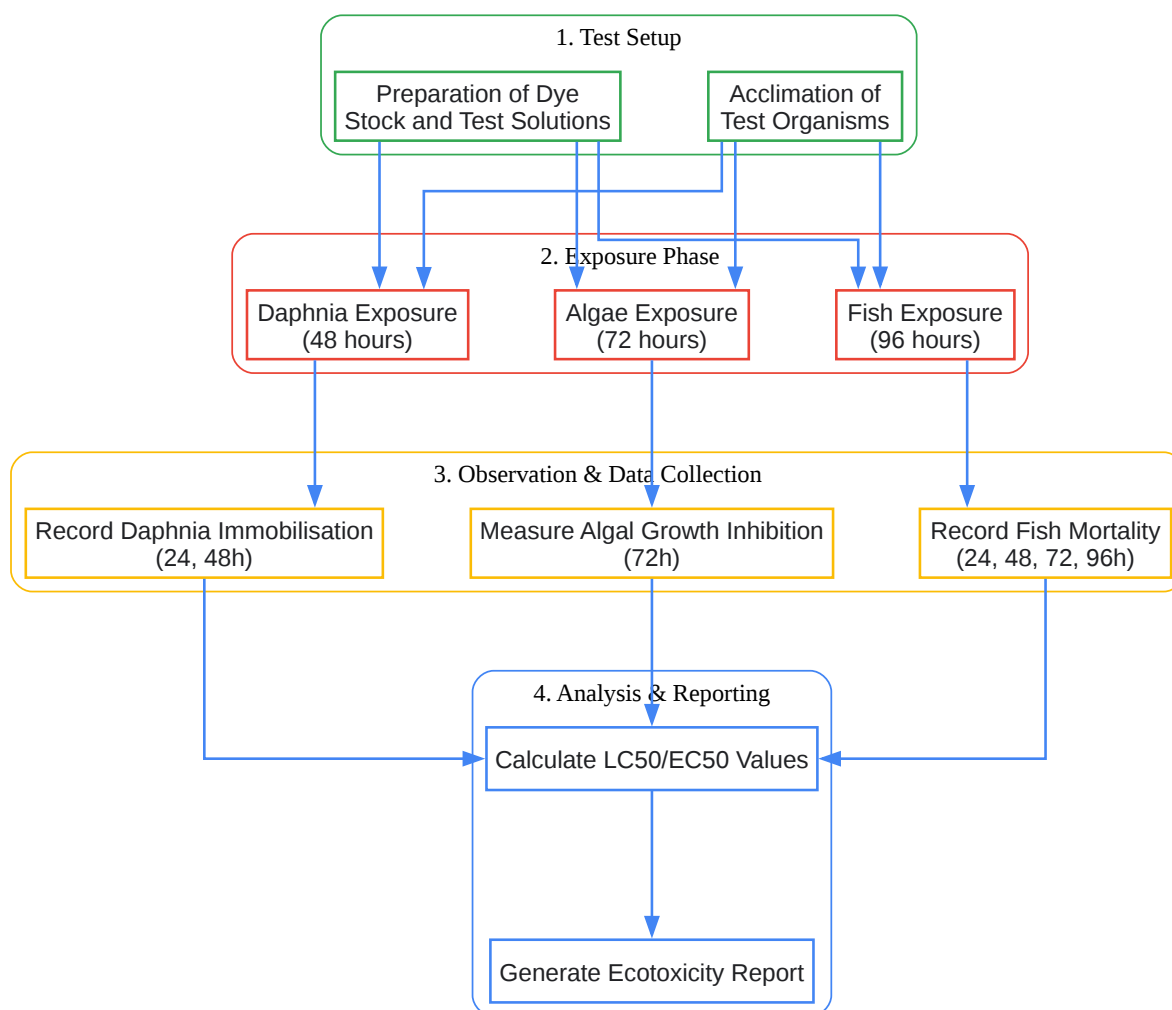 1. Test Setup
Preparation of Dye
Stock and Test Solutions
Acclimation of
Test Organisms
2. Exposure Phase
Daphnia Exposure
(48 hours)
Algae Exposure
(72 hours)
Fish Exposure
(96 hours)
3. Observation & Data Collection
Record Daphnia Immobilisation
(24, 48h)
Measure Algal Growth Inhibition
(72h)
Record Fish Mortality
(24, 48, 72, 96h)
4. Analysis & Reporting
Calculate LC50/EC50 Values
Generate Ecotoxicity Report